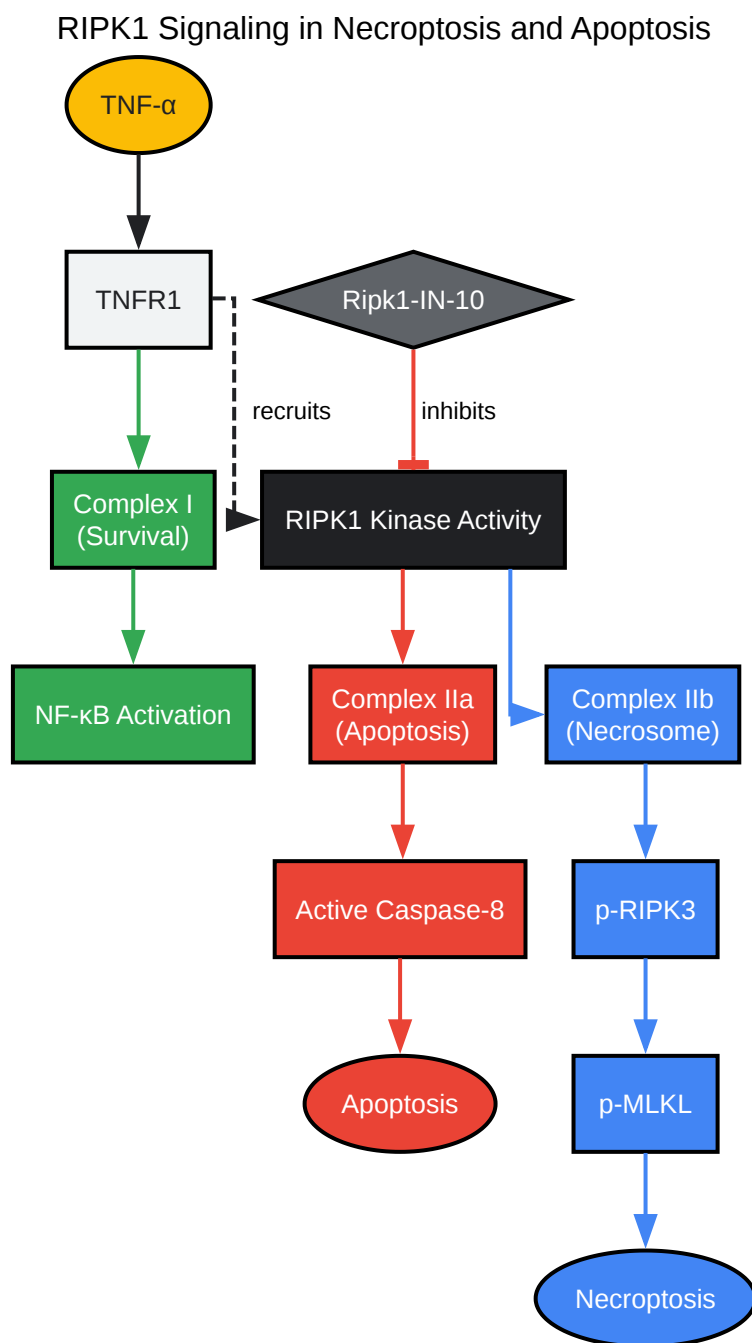 RIPK1 Signaling in Necroptosis and Apoptosis
TNF-α
TNFR1
Ripk1-IN-10
recruits
inhibits
Complex I
(Survival)
RIPK1 Kinase Activity
NF-κB Activation
Complex IIa
(Apoptosis)
Complex IIb
(Necrosome)
Active Caspase-8
p-RIPK3
Apoptosis
p-MLKL
Necroptosis